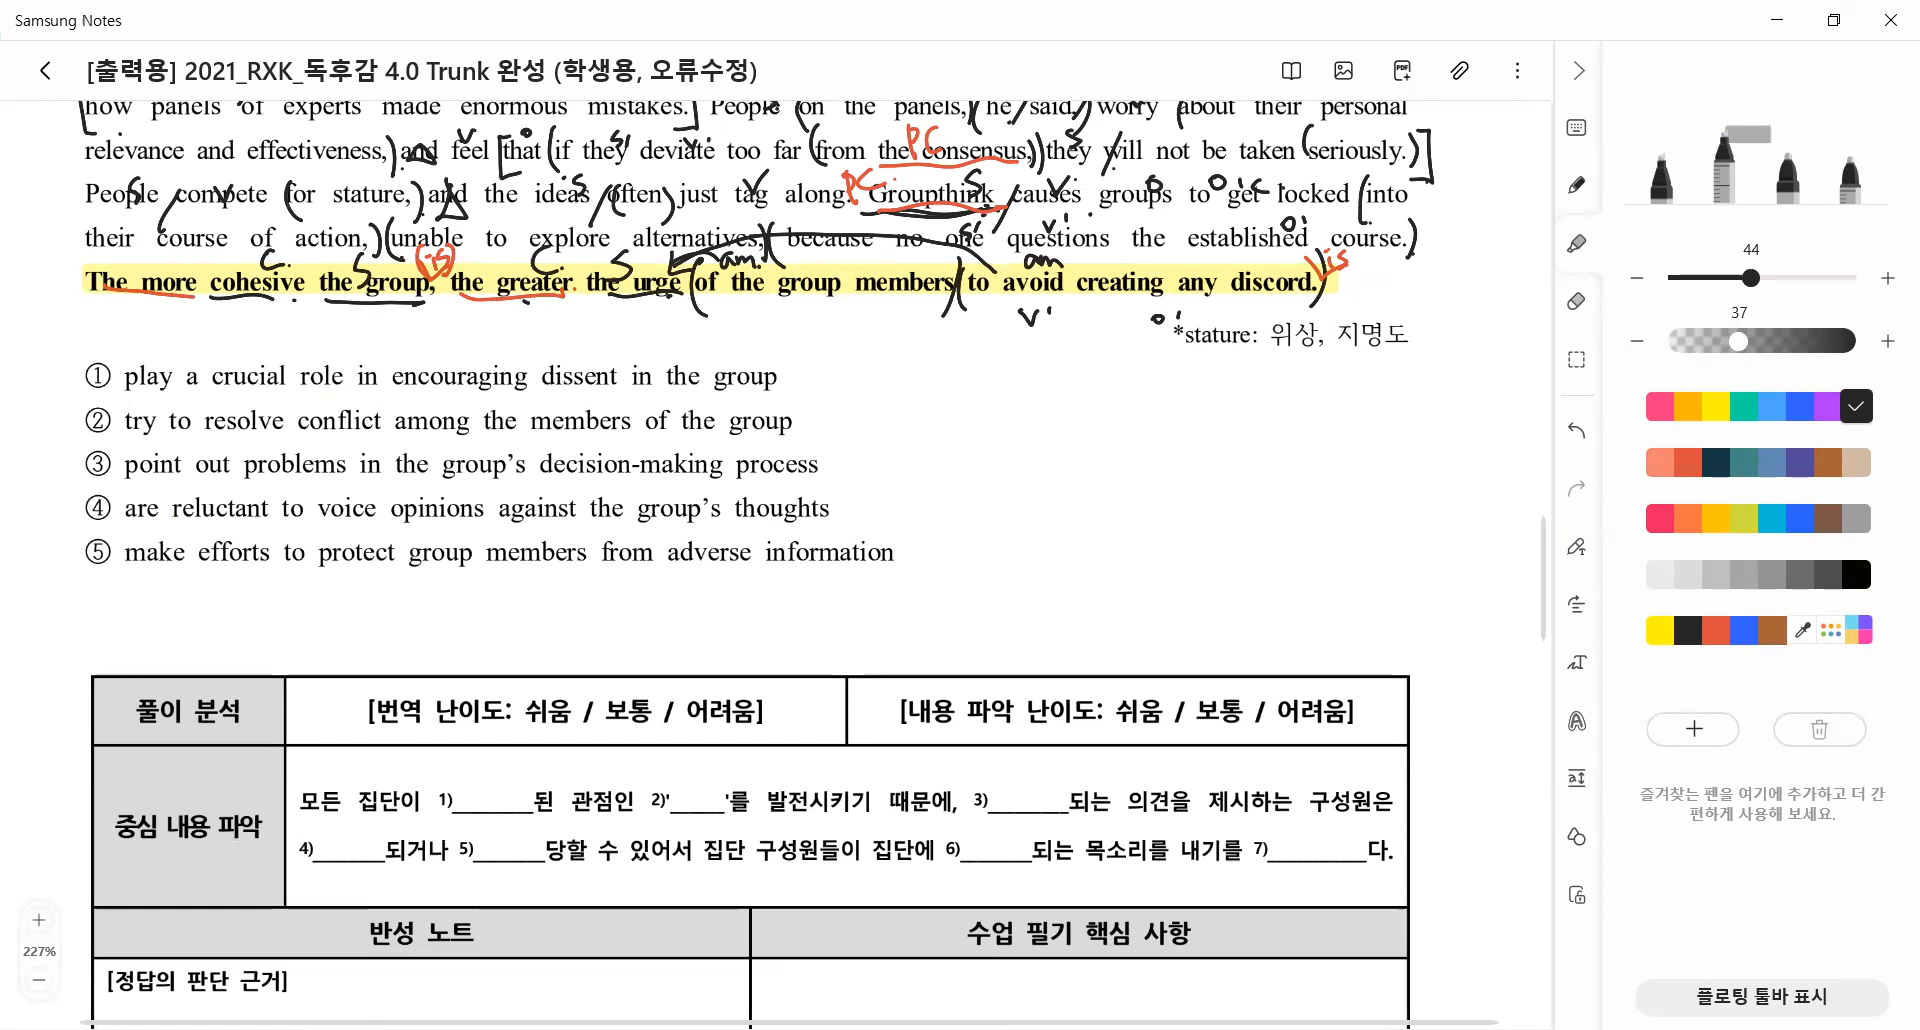 Samsung Notes
[출력용] 2021_RXK_독후감 4.0 Trunk 완성 (학생용, 오류수정)
how panels of experts made enormous mistakes. People on the panels, he said, worry about their personal
relevance and effectiveness, and feel that if they deviate too far from the consensus, they will not be taken seriously.
People compete for stature, and the ideas often just tag along. Groupthink causes groups to get locked into
their course of action, unable to explore alternatives, because no one questions the established course.
The more cohesive the group, the greater the urge of the group members to avoid creating any discord.
*stature: 위상, 지명도
① play a crucial role in encouraging dissent in the group
② try to resolve conflict among the members of the group
③ point out problems in the group's decision-making process
④ are reluctant to voice opinions against the group's thoughts
⑤ make efforts to protect group members from adverse information
풀이 분석 [번역 난이도: 쉬움 / 보통 / 어려움] [내용 파악 난이도: 쉬움 / 보통 / 어려움]
중심 내용 파악
모든 집단이 1)________된 관점인 2)'______'를 발전시키기 때문에, 3)________되는 의견을 제시하는 구성원은
4)_______되거나 5)_______당할 수 있어서 집단 구성원들이 집단에 6)_______되는 목소리를 내기를 7)__________다.
반성 노트 수업 필기 핵심 사항
[정답의 판단 근거]
227%
44
37
즐겨찾는 펜을 여기에 추가하고 더 간
편하게 사용해 보세요.
플로팅 툴바 표시